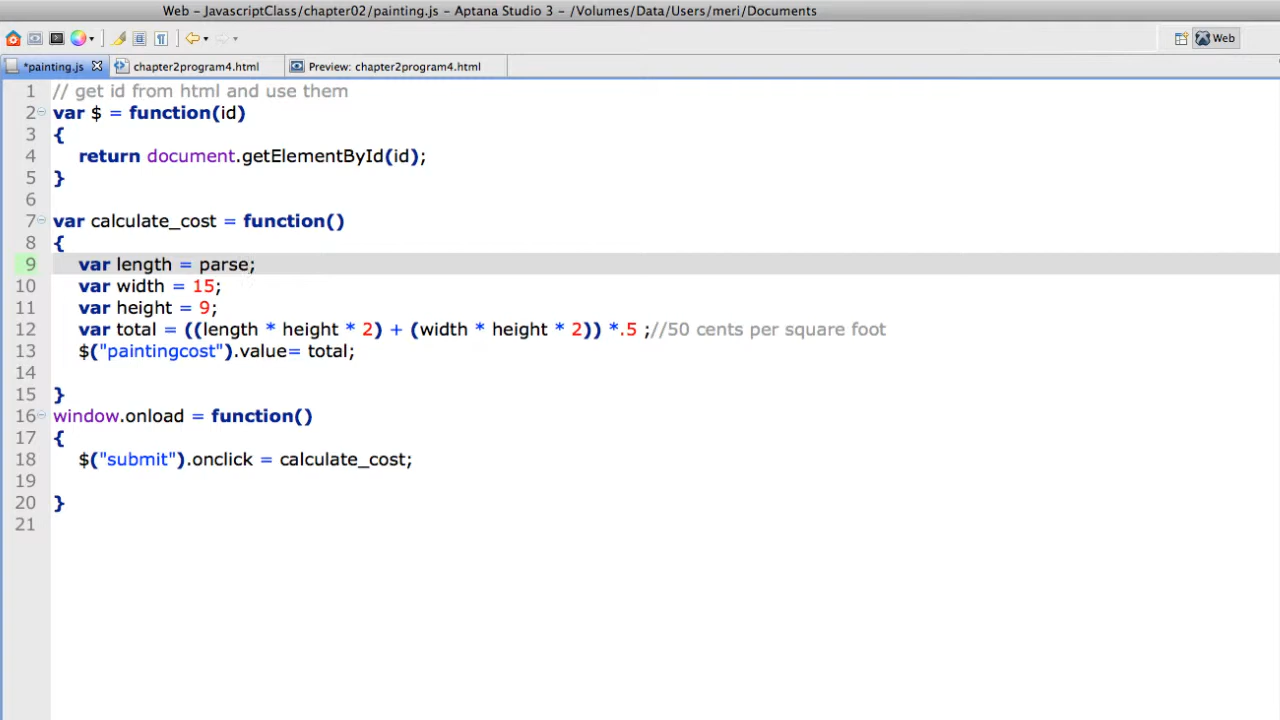 Web – JavascriptClass/chapter02/painting.js – Aptana Studio 3 – /Volumes/Data/Users/meri/Documents
Web
*painting.js chapter2program4.html Preview: chapter2program4.html
1 // get id from html and use them
2 var $ = function(id)
3 {
4 return document.getElementById(id);
5 }
6
7 var calculate_cost = function()
8 {
9 var length = parse;
10 var width = 15;
11 var height = 9;
12 var total = ((length * height * 2) + (width * height * 2)) *.5 ;//50 cents per square foot
13 $("paintingcost").value= total;
14
15 }
16 window.onload = function()
17 {
18 $("submit").onclick = calculate_cost;
19
20 }
21